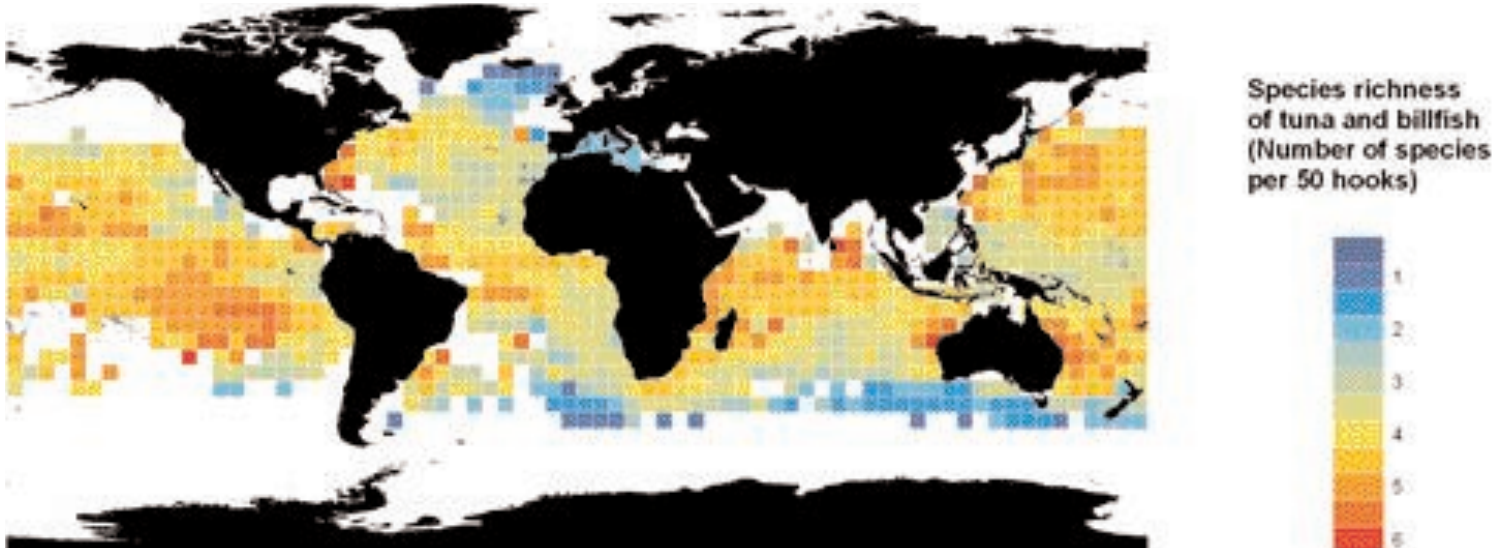 Species richness
of tuna and billfish
(Number of species
per 50 hooks)
1
2
3
4
5
6